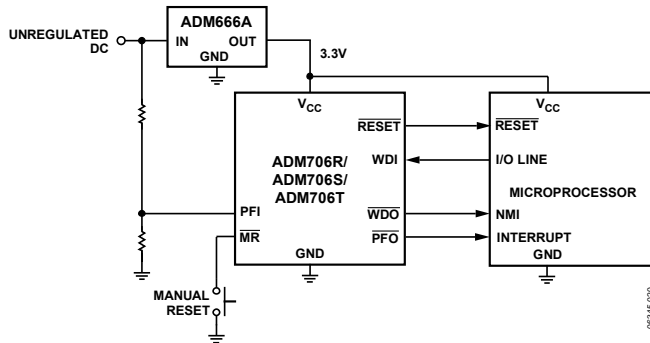 ADM666A
UNREGULATED
DC
IN
OUT
GND
3.3V
VCC
RESET
WDI
ADM706R/
ADM706S/
ADM706T
PFI
MR
WDO
PFO
GND
VCC
RESET
I/O LINE
MICROPROCESSOR
NMI
INTERRUPT
GND
MANUAL
RESET